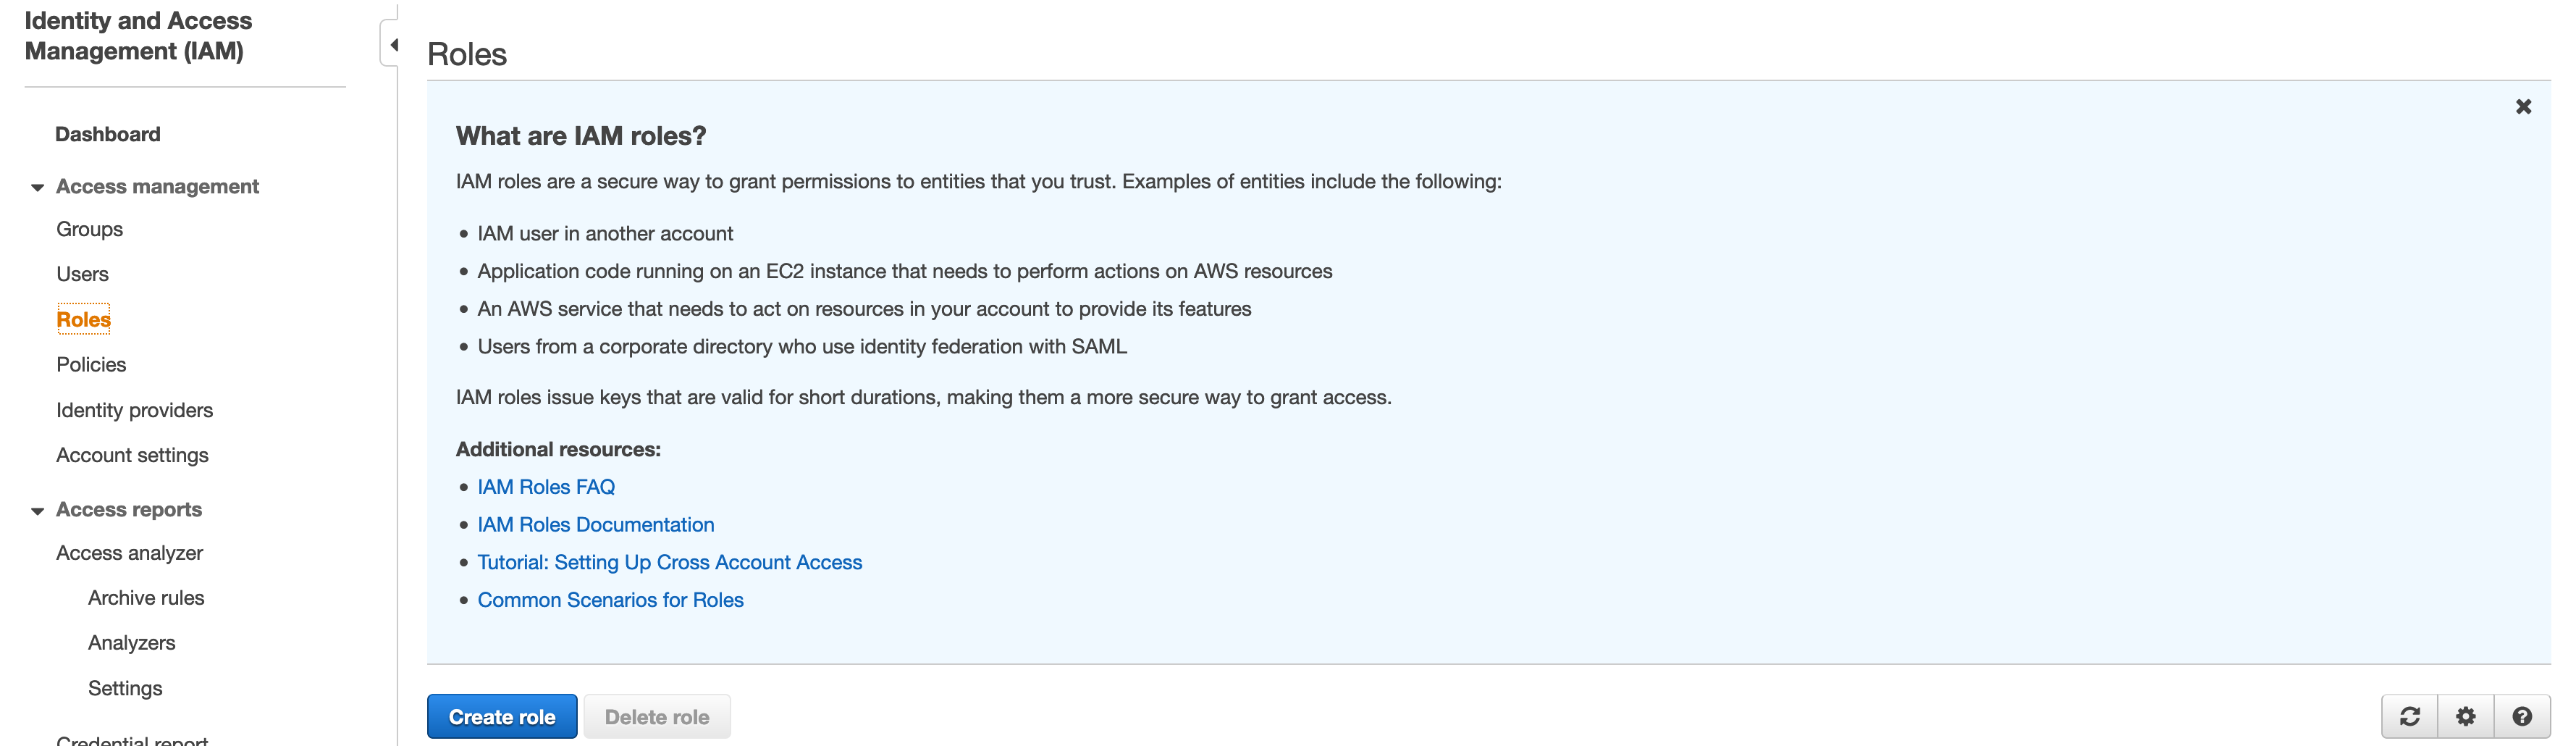 Identity and Access
Management (IAM)
Dashboard
Access management
Groups
Users
Roles
Policies
Identity providers
Account settings
Access reports
Access analyzer
Archive rules
Analyzers
Settings
Credential report
Roles
What are IAM roles?
IAM roles are a secure way to grant permissions to entities that you trust. Examples of entities include the following:
IAM user in another account
Application code running on an EC2 instance that needs to perform actions on AWS resources
An AWS service that needs to act on resources in your account to provide its features
Users from a corporate directory who use identity federation with SAML
IAM roles issue keys that are valid for short durations, making them a more secure way to grant access.
Additional resources:
IAM Roles FAQ
IAM Roles Documentation
Tutorial: Setting Up Cross Account Access
Common Scenarios for Roles
Create role
Delete role